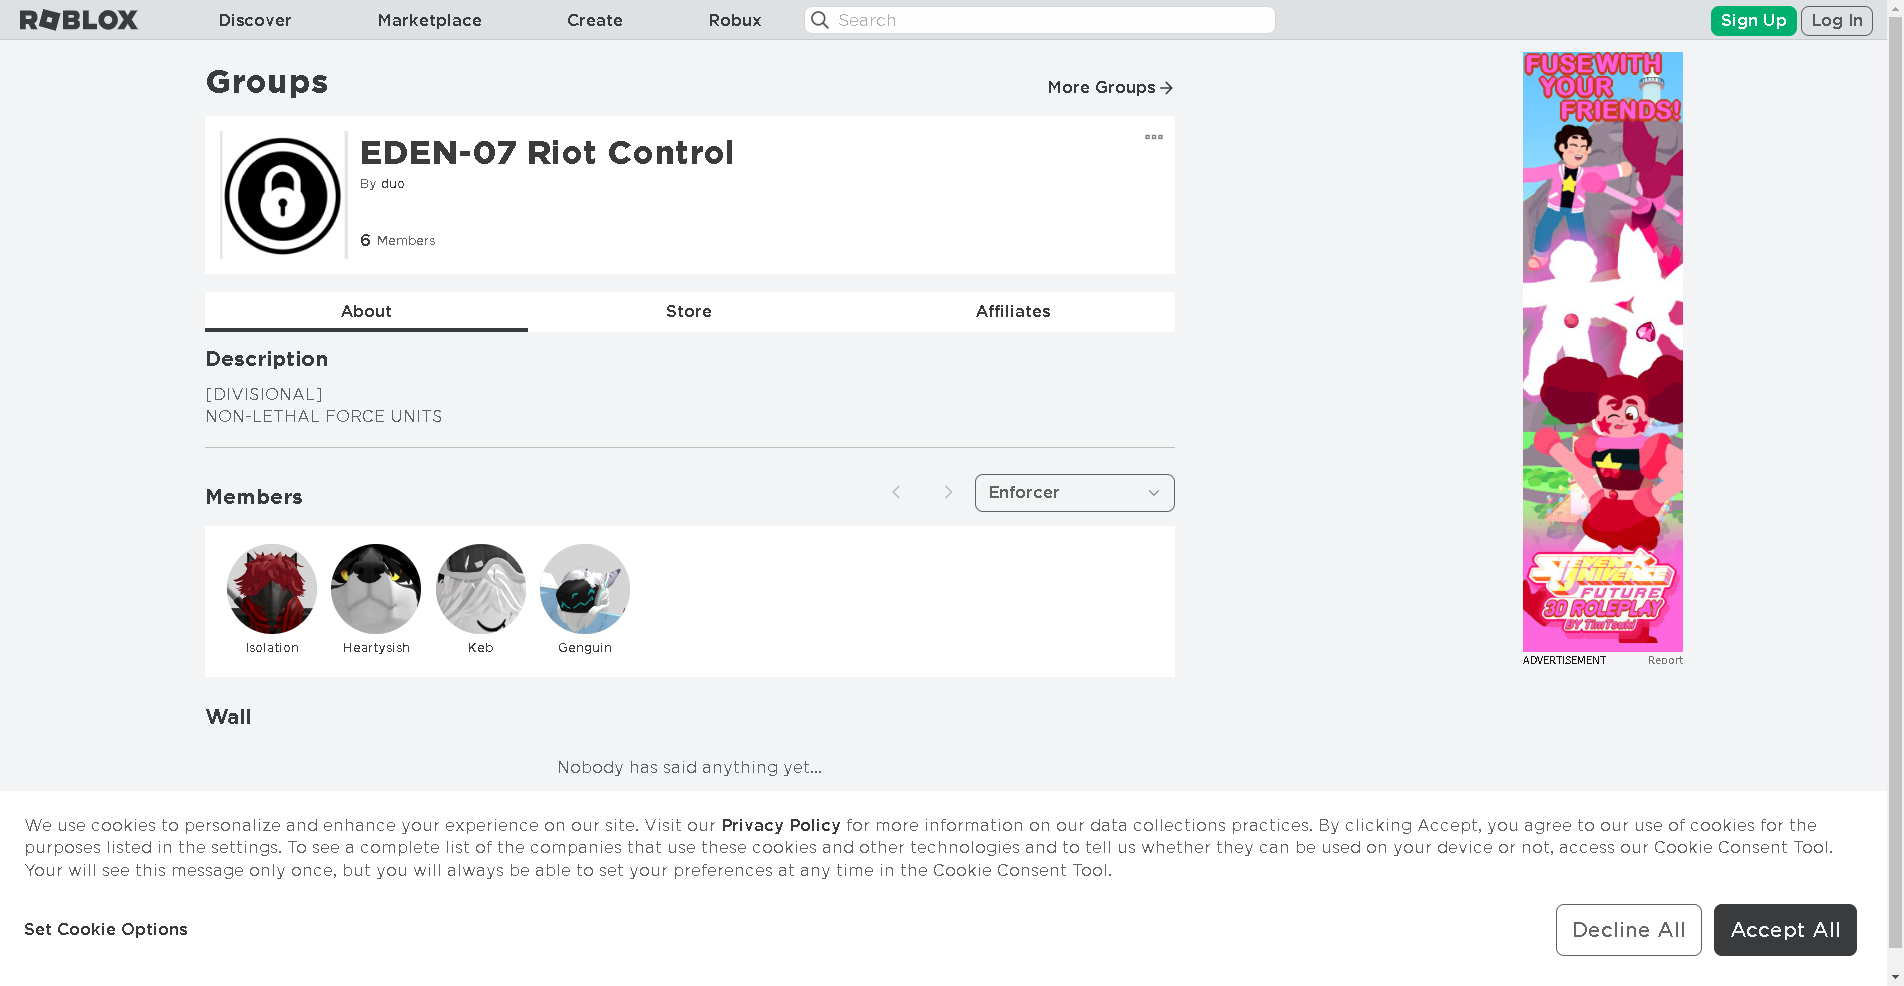 ROBLOX
Discover
Marketplace
Create
Robux
Search
Sign Up
Log In
Groups
More Groups
EDEN-07 Riot Control
By duo
6 Members
About
Store
Affiliates
Description
[DIVISIONAL]
NON-LETHAL FORCE UNITS
Members
Enforcer
Isolation
Heartysish
Keb
Genguin
Wall
Nobody has said anything yet...
FUSE WITH
YOUR
FRIENDS!
STEVEN
UNIVERSE
FUTURE
3D ROLEPLAY
BY TimTsuki
ADVERTISEMENT
Report
We use cookies to personalize and enhance your experience on our site. Visit our Privacy Policy for more information on our data collections practices. By clicking Accept, you agree to our use of cookies for the
purposes listed in the settings. To see a complete list of the companies that use these cookies and other technologies and to tell us whether they can be used on your device or not, access our Cookie Consent Tool.
Your will see this message only once, but you will always be able to set your preferences at any time in the Cookie Consent Tool.
Set Cookie Options
Decline All
Accept All